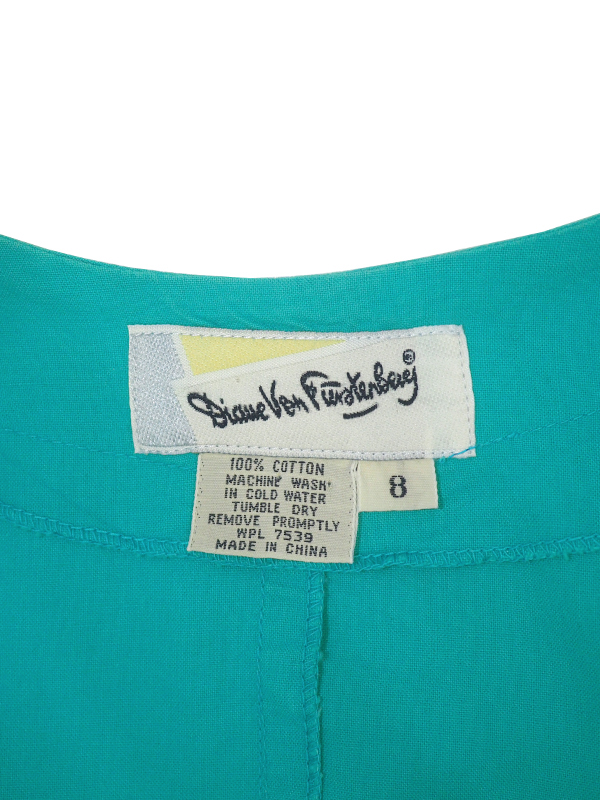 Diane Von Fürstenberg®
100% COTTON
MACHINE WASH
IN COLD WATER
TUMBLE DRY
REMOVE PROMPTLY
WPL 7539
MADE IN CHINA
8